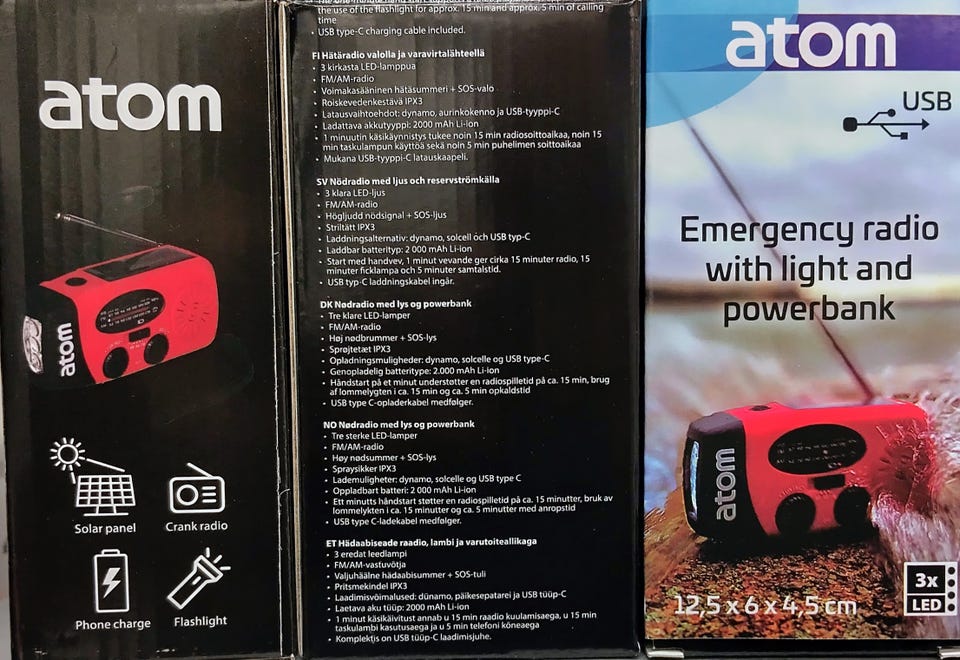 atom
atom
Solar panel
Crank radio
Phone charge
Flashlight
the use of the flashlight for approx. 15 min and approx. 5 min of calling
time
• USB type-C charging cable included.
FI Hätäradio valolla ja varavirtalähteellä
• 3 kirkasta LED-lamppua
• FM/AM-radio
• Voimakasääninen hätäsummeri + SOS-valo
• Roiskevedenkestävä IPX3
• Latausvaihtoehdot: dynamo, aurinkokenno ja USB-tyyppi-C
• Ladattava akkutyyppi: 2000 mAh Li-ion
• 1 minuutin käsikäynnistys tukee noin 15 min radiosoittoaikaa, noin 15
min taskulampun käyttöä sekä noin 5 min puhelimen soittoaikaa
• Mukana USB-tyyppi-C latauskaapeli.
SV Nödradio med ljus och reservströmkälla
• 3 klara LED-ljus
• FM/AM-radio
• Högljudd nödsignal + SOS-ljus
• Striltätt IPX3
• Laddningsalternativ: dynamo, solcell och USB typ-C
• Laddbar batterityp: 2 000 mAh Li-ion
• Start med handvev, 1 minut vevande ger cirka 15 minuter radio, 15
minuter ficklampa och 5 minuter samtalstid.
• USB typ-C laddningskabel ingår.
DK Nødradio med lys og powerbank
• Tre klare LED-lamper
• FM/AM-radio
• Høj nødbrummer + SOS-lys
• Sprøjtetæt IPX3
• Opladningsmuligheder: dynamo, solcelle og USB type-C
• Genopladelig batteritype: 2.000 mAh Li-ion
• Håndstart på et minut understøtter en radiospilletid på ca. 15 min, brug
af lommelygten i ca. 15 min og ca. 5 min opkaldstid
• USB type C-opladerkabel medfølger.
NO Nødradio med lys og powerbank
• Tre sterke LED-lamper
• FM/AM-radio
• Høy nødsummer + SOS-lys
• Spraysikker IPX3
• Lademuligheter: dynamo, solcelle og USB type C
• Oppladbart batteri: 2 000 mAh Li-ion
• Ett minutts håndstart støtter en radiospilletid på ca. 15 minutter, bruk av
lommelykten i ca. 15 minutter og ca. 5 minutter med anropstid
• USB type C-ladekabel medfølger.
ET Hädaabiseade raadio, lambi ja varutoiteallikaga
• 3 eredat leedlampi
• FM/AM-vastuvõtja
• Valjuhäälne hädaabisummer + SOS-tuli
• Pritsmekindel IPX3
• Laadimisvõimalused: dünamo, päikesepatarei ja USB tüüp-C
• Laetava aku tüüp: 2000 mAh Li-ion
• 1 minut käsikäivitust annab u 15 min raadio kuulamisaega, u 15 min
taskulambi kasutusaega ja u 5 min telefoni kõneaega
• Komplektis on USB tüüp-C laadimisjuhe.
atom
USB
Emergency radio
with light and
powerbank
atom
12,5 x 6 x 4,5 cm
3x
LED